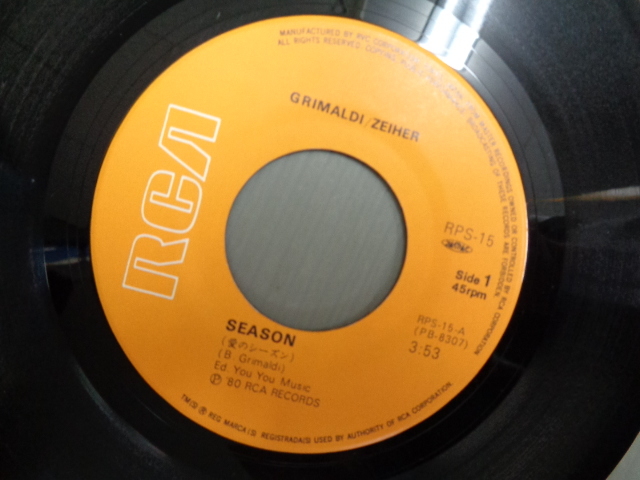 MANUFACTURED BY RVC CORPORATION
ALL RIGHTS RESERVED.
GRIMALDI/ZEIHER
RCA
RPS-15
Side 1
45rpm
RPS-15-A
(PB-8307)
3:53
SEASON
(愛のシーズン)
(B. Grimaldi)
Ed. You You Music
Ⓟ '80 RCA RECORDS
TM(S) ® REG MARCA(S) REGISTRADA(S) USED BY AUTHORITY OF RCA CORPORATION